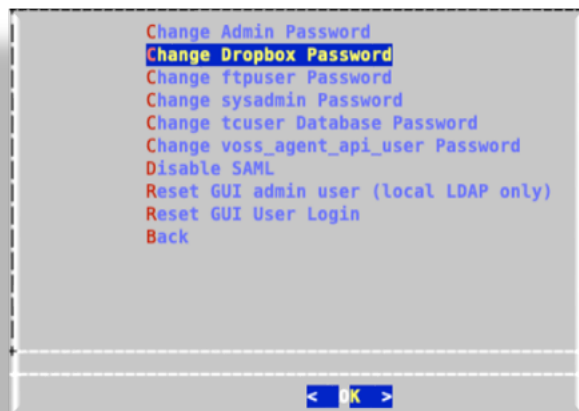 Change Admin Password
Change Dropbox Password
Change ftpuser Password
Change sysadmin Password
Change tcuser Database Password
Change voss_agent_api_user Password
Disable SAML
Reset GUI admin user (local LDAP only)
Reset GUI User Login
Back
< OK >